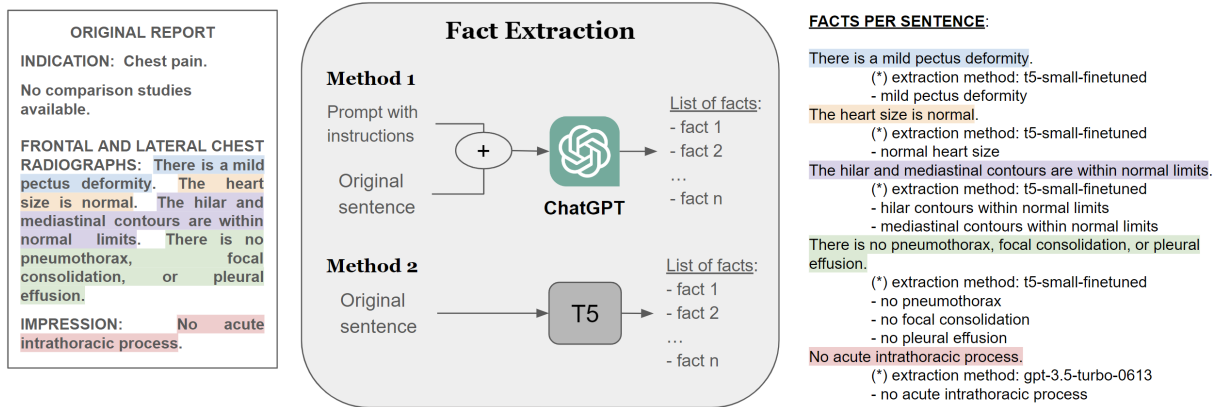 ORIGINAL REPORT
INDICATION: Chest pain.
No comparison studies
available.
FRONTAL AND LATERAL CHEST
RADIOGRAPHS: There is a mild
pectus deformity. The heart
size is normal. The hilar and
mediastinal contours are within
normal limits. There is no
pneumothorax, focal
consolidation, or pleural
effusion.
IMPRESSION: No acute
intrathoracic process.
Fact Extraction
Method 1
Prompt with
instructions
Original
sentence
+
ChatGPT
List of facts:
- fact 1
- fact 2
...
- fact n
Method 2
Original
sentence
T5
List of facts:
- fact 1
- fact 2
...
- fact n
FACTS PER SENTENCE:
There is a mild pectus deformity.
(*) extraction method: t5-small-finetuned
- mild pectus deformity
The heart size is normal.
(*) extraction method: t5-small-finetuned
- normal heart size
The hilar and mediastinal contours are within normal limits.
(*) extraction method: t5-small-finetuned
- hilar contours within normal limits
- mediastinal contours within normal limits
There is no pneumothorax, focal consolidation, or pleural
effusion.
(*) extraction method: t5-small-finetuned
- no pneumothorax
- no focal consolidation
- no pleural effusion
No acute intrathoracic process.
(*) extraction method: gpt-3.5-turbo-0613
- no acute intrathoracic process